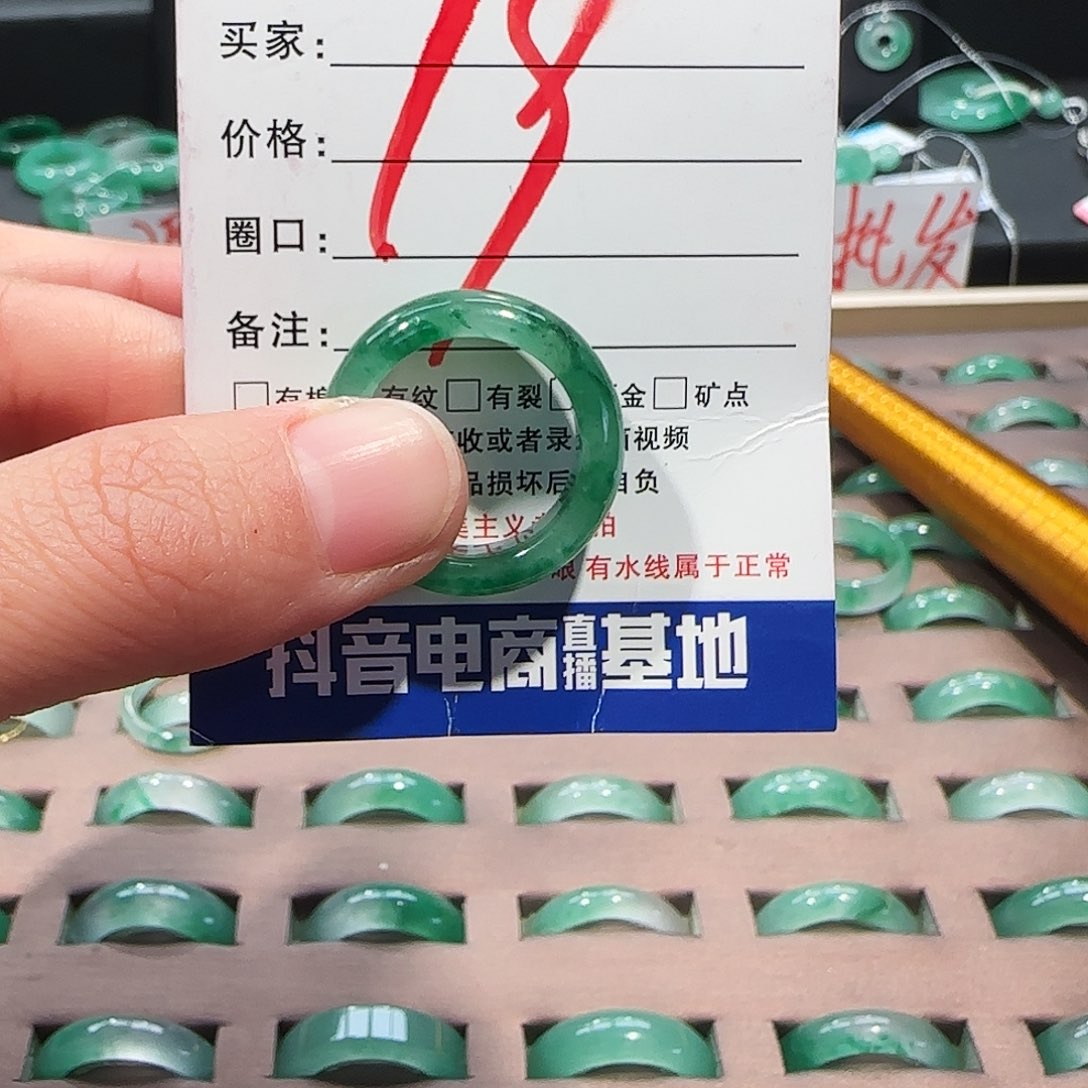 买家:
19
价格:
圈口:
备注:
有纹 有裂 金 矿点
收或者录 视频
品损坏后 自负
主义
有水线属于正常
抖音电商直播基地
批发